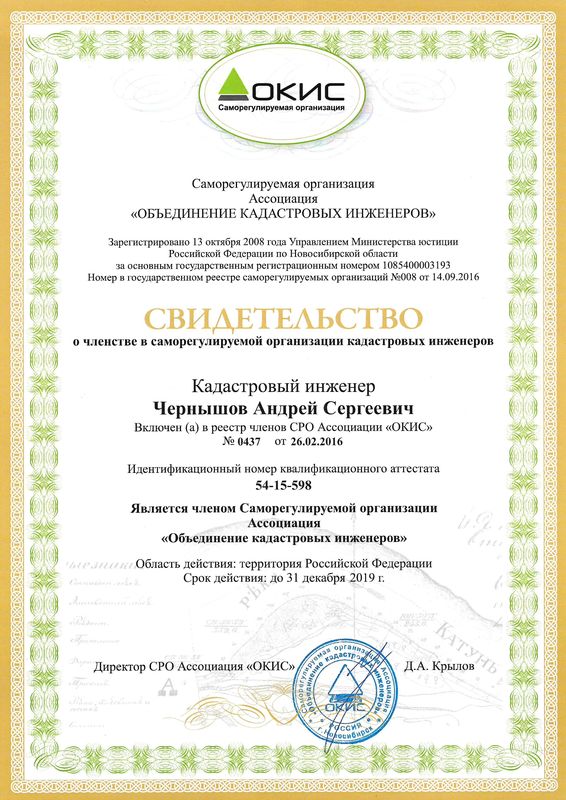 ОКИС
Саморегулируемая организация
Саморегулируемая организация
Ассоциация
«ОБЪЕДИНЕНИЕ КАДАСТРОВЫХ ИНЖЕНЕРОВ»
Зарегистрировано 13 октября 2008 года Управлением Министерства юстиции
Российской Федерации по Новосибирской области
за основным государственным регистрационным номером 1085400003193
Номер в государственном реестре саморегулируемых организаций №008 от 14.09.2016
СВИДЕТЕЛЬСТВО
о членстве в саморегулируемой организации кадастровых инженеров
Кадастровый инженер
Чернышов Андрей Сергеевич
Включен (а) в реестр членов СРО Ассоциации «ОКИС»
№ 0437 от 26.02.2016
Идентификационный номер квалификационного аттестата
54-15-598
Является членом Саморегулируемой организации
Ассоциация
«Объединение кадастровых инженеров»
Область действия: территория Российской Федерации
Срок действия: до 31 декабря 2019 г.
КАТУНЬ
Директор СРО Ассоциация «ОКИС» Д.А. Крылов
Саморегулируемая организация Ассоциация
Объединение кадастровых инженеров
ОКИС
РОССИЯ
г.Новосибирск